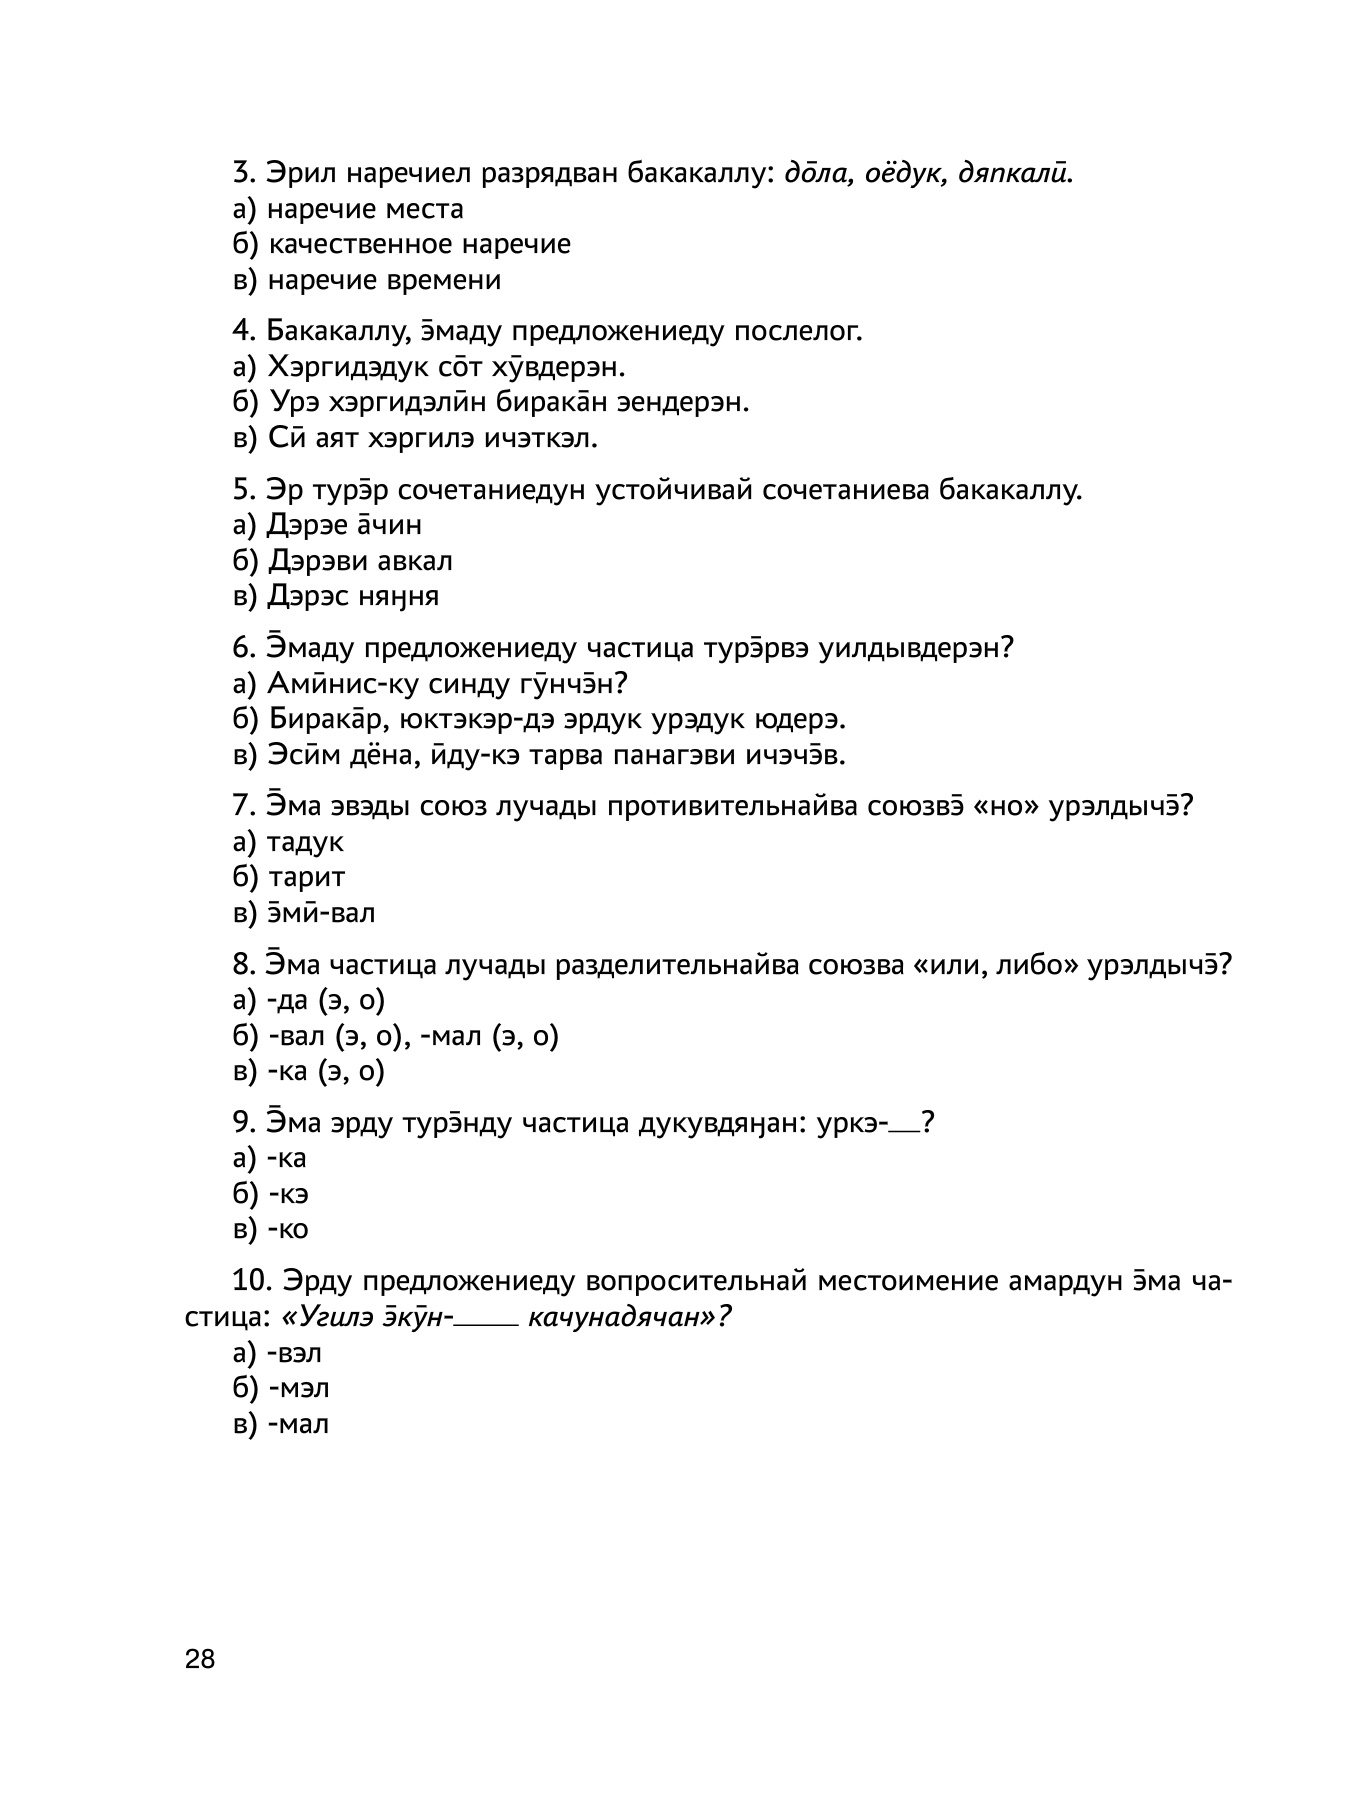 3. Эрил наречиел разрядван бакакаллу: до̄ла, оёдук, дяпкалӣ.
а) наречие места
б) качественное наречие
в) наречие времени
4. Бакакаллу, э̄маду предложениеду послелог.
а) Хэргидэдук со̄т хӯвдерэн.
б) Урэ хэргидэлӣн бирака̄н эендерэн.
в) Сӣ аят хэргилэ ичэткэл.
5. Эр турэ̄р сочетаниедун устойчивай сочетаниева бакакаллу.
а) Дэрэе а̄чин
б) Дэрэви авкал
в) Дэрэс няӈня
6. Э̄маду предложениеду частица турэ̄рвэ уилдывдерэн?
а) Амӣнис-ку синду гӯнчэ̄н?
б) Бирака̄р, юктэкэр-дэ эрдук урэдук юдерэ.
в) Эсӣм дёна, ӣду-кэ тарва панагэви ичэчэ̄в.
7. Э̄ма эвэды союз лучады противительнайва союзвэ̄ «но» урэлдычэ̄?
а) тадук
б) тарит
в) э̄мӣ-вал
8. Э̄ма частица лучады разделительнайва союзва «или, либо» урэлдычэ̄?
а) -да (э, о)
б) -вал (э, о), -мал (э, о)
в) -ка (э, о)
9. Э̄ма эрду турэ̄нду частица дукувдяӈан: уркэ-__?
а) -ка
б) -кэ
в) -ко
10. Эрду предложениеду вопросительнай местоимение амардун э̄ма ча-
стица: «Угилэ э̄кӯн-____ качунадячан»?
а) -вэл
б) -мэл
в) -мал
28